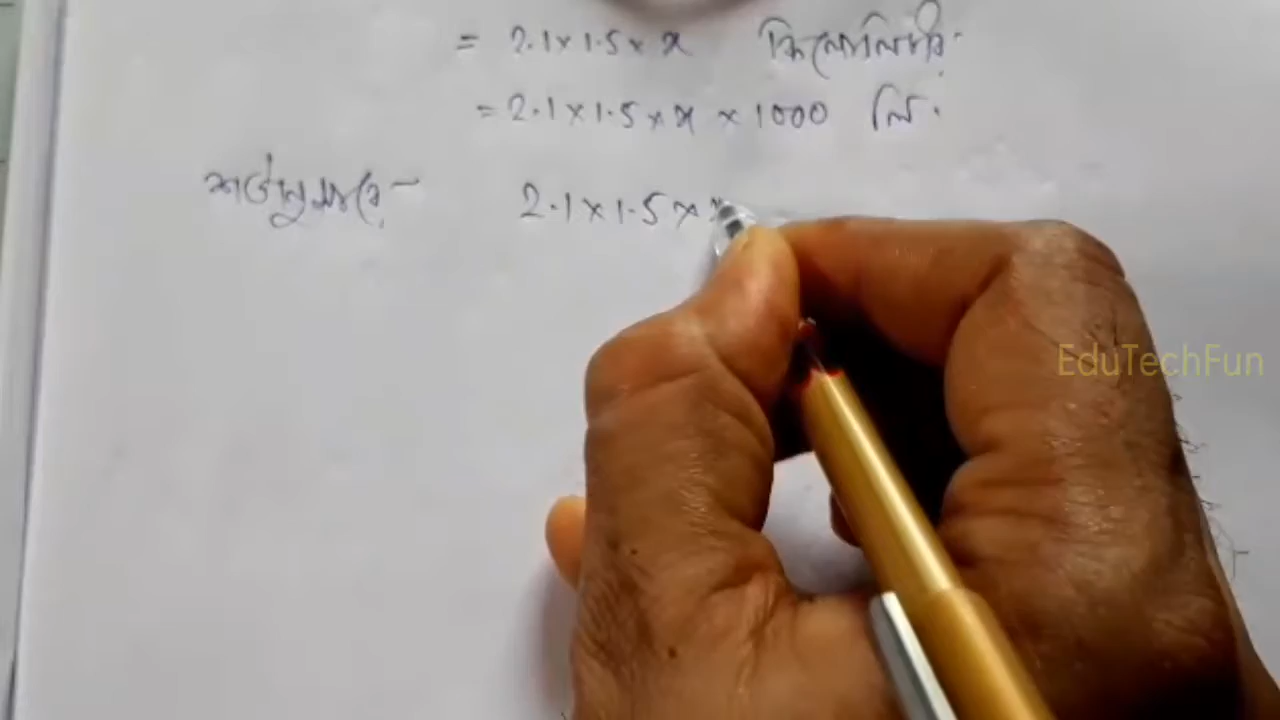 = 2.1 × 1.5 × x কিলোলিটার
= 2.1 × 1.5 × x × 1000 লি.
শর্তানুসারে- 2.1 × 1.5 × x
EduTechFun